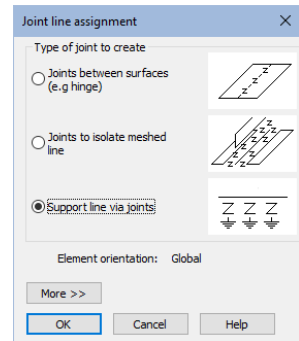 Joint line assignment
Type of joint to create
Joints between surfaces
(e.g hinge)
Joints to isolate meshed
line
Support line via joints
Element orientation: Global
More >>
OK Cancel Help